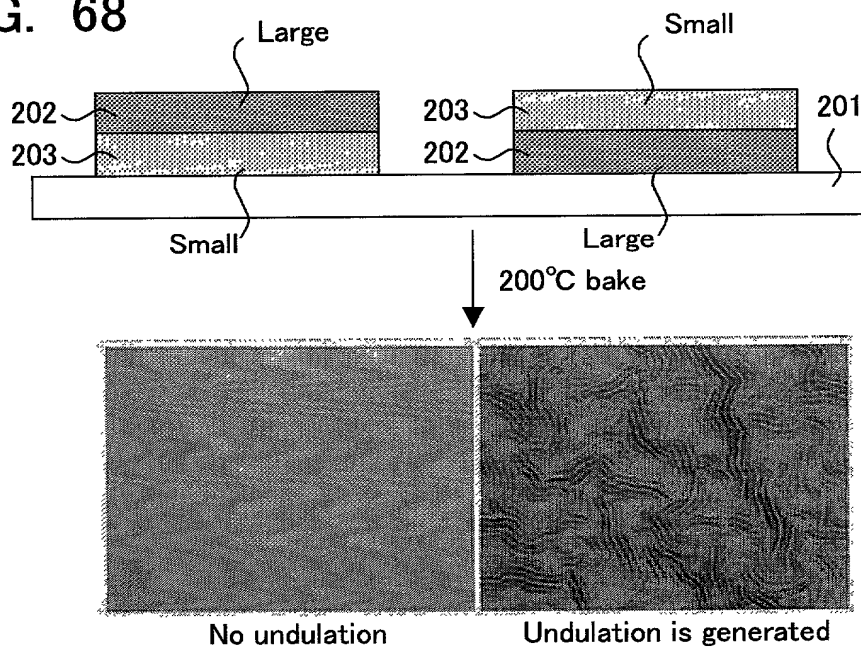 G. 68
Large
Small
202
203
203
202
201
Small
Large
200°C bake
No undulation
Undulation is generated